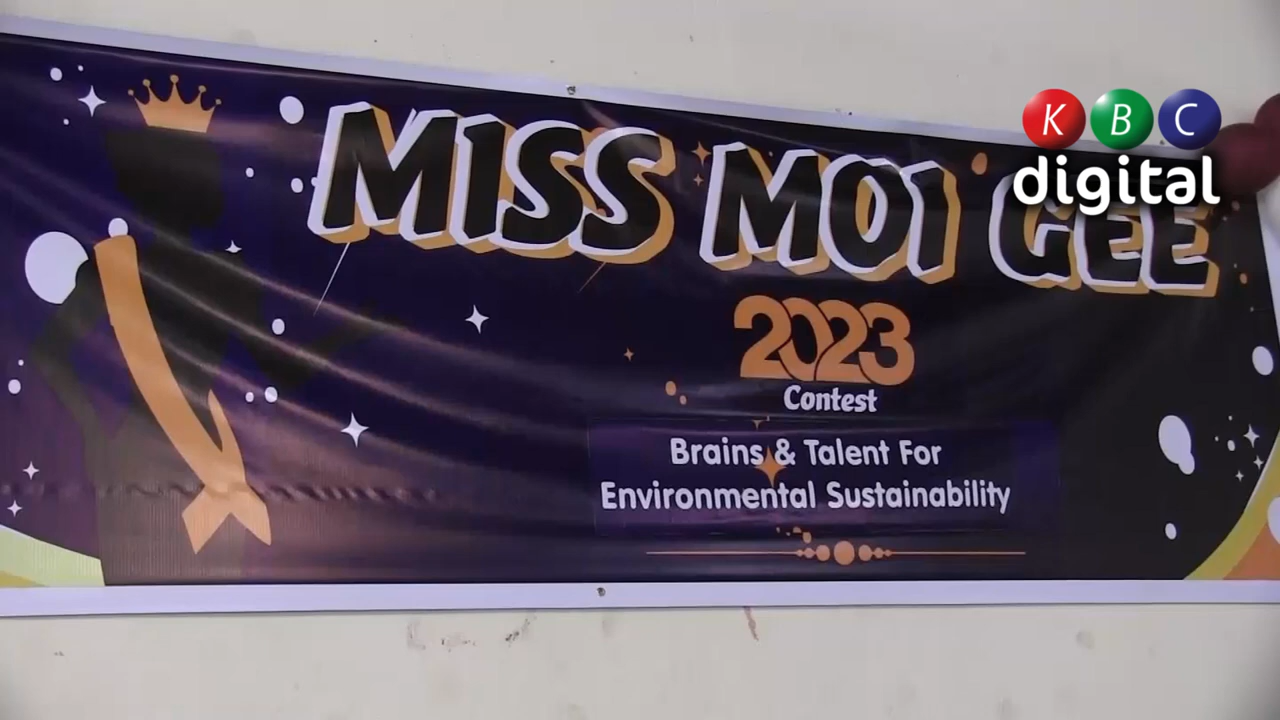 K B C
digital
MISS MOI GEE
2023
Contest
Brains & Talent For
Environmental Sustainability